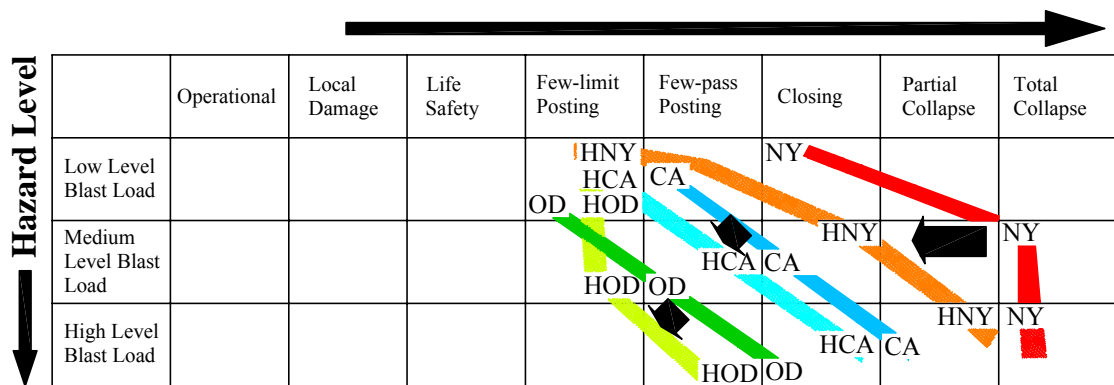 Hazard Level
Operational
Local
Damage
Life
Safety
Few-limit
Posting
Few-pass
Posting
Closing
Partial
Collapse
Total
Collapse
Low Level
Blast Load
HNY
NY
HCA
CA
OD
HOD
Medium
Level Blast
Load
HNY
NY
HCA
CA
HOD
OD
High Level
Blast Load
HNY
NY
HCA
CA
HOD
OD